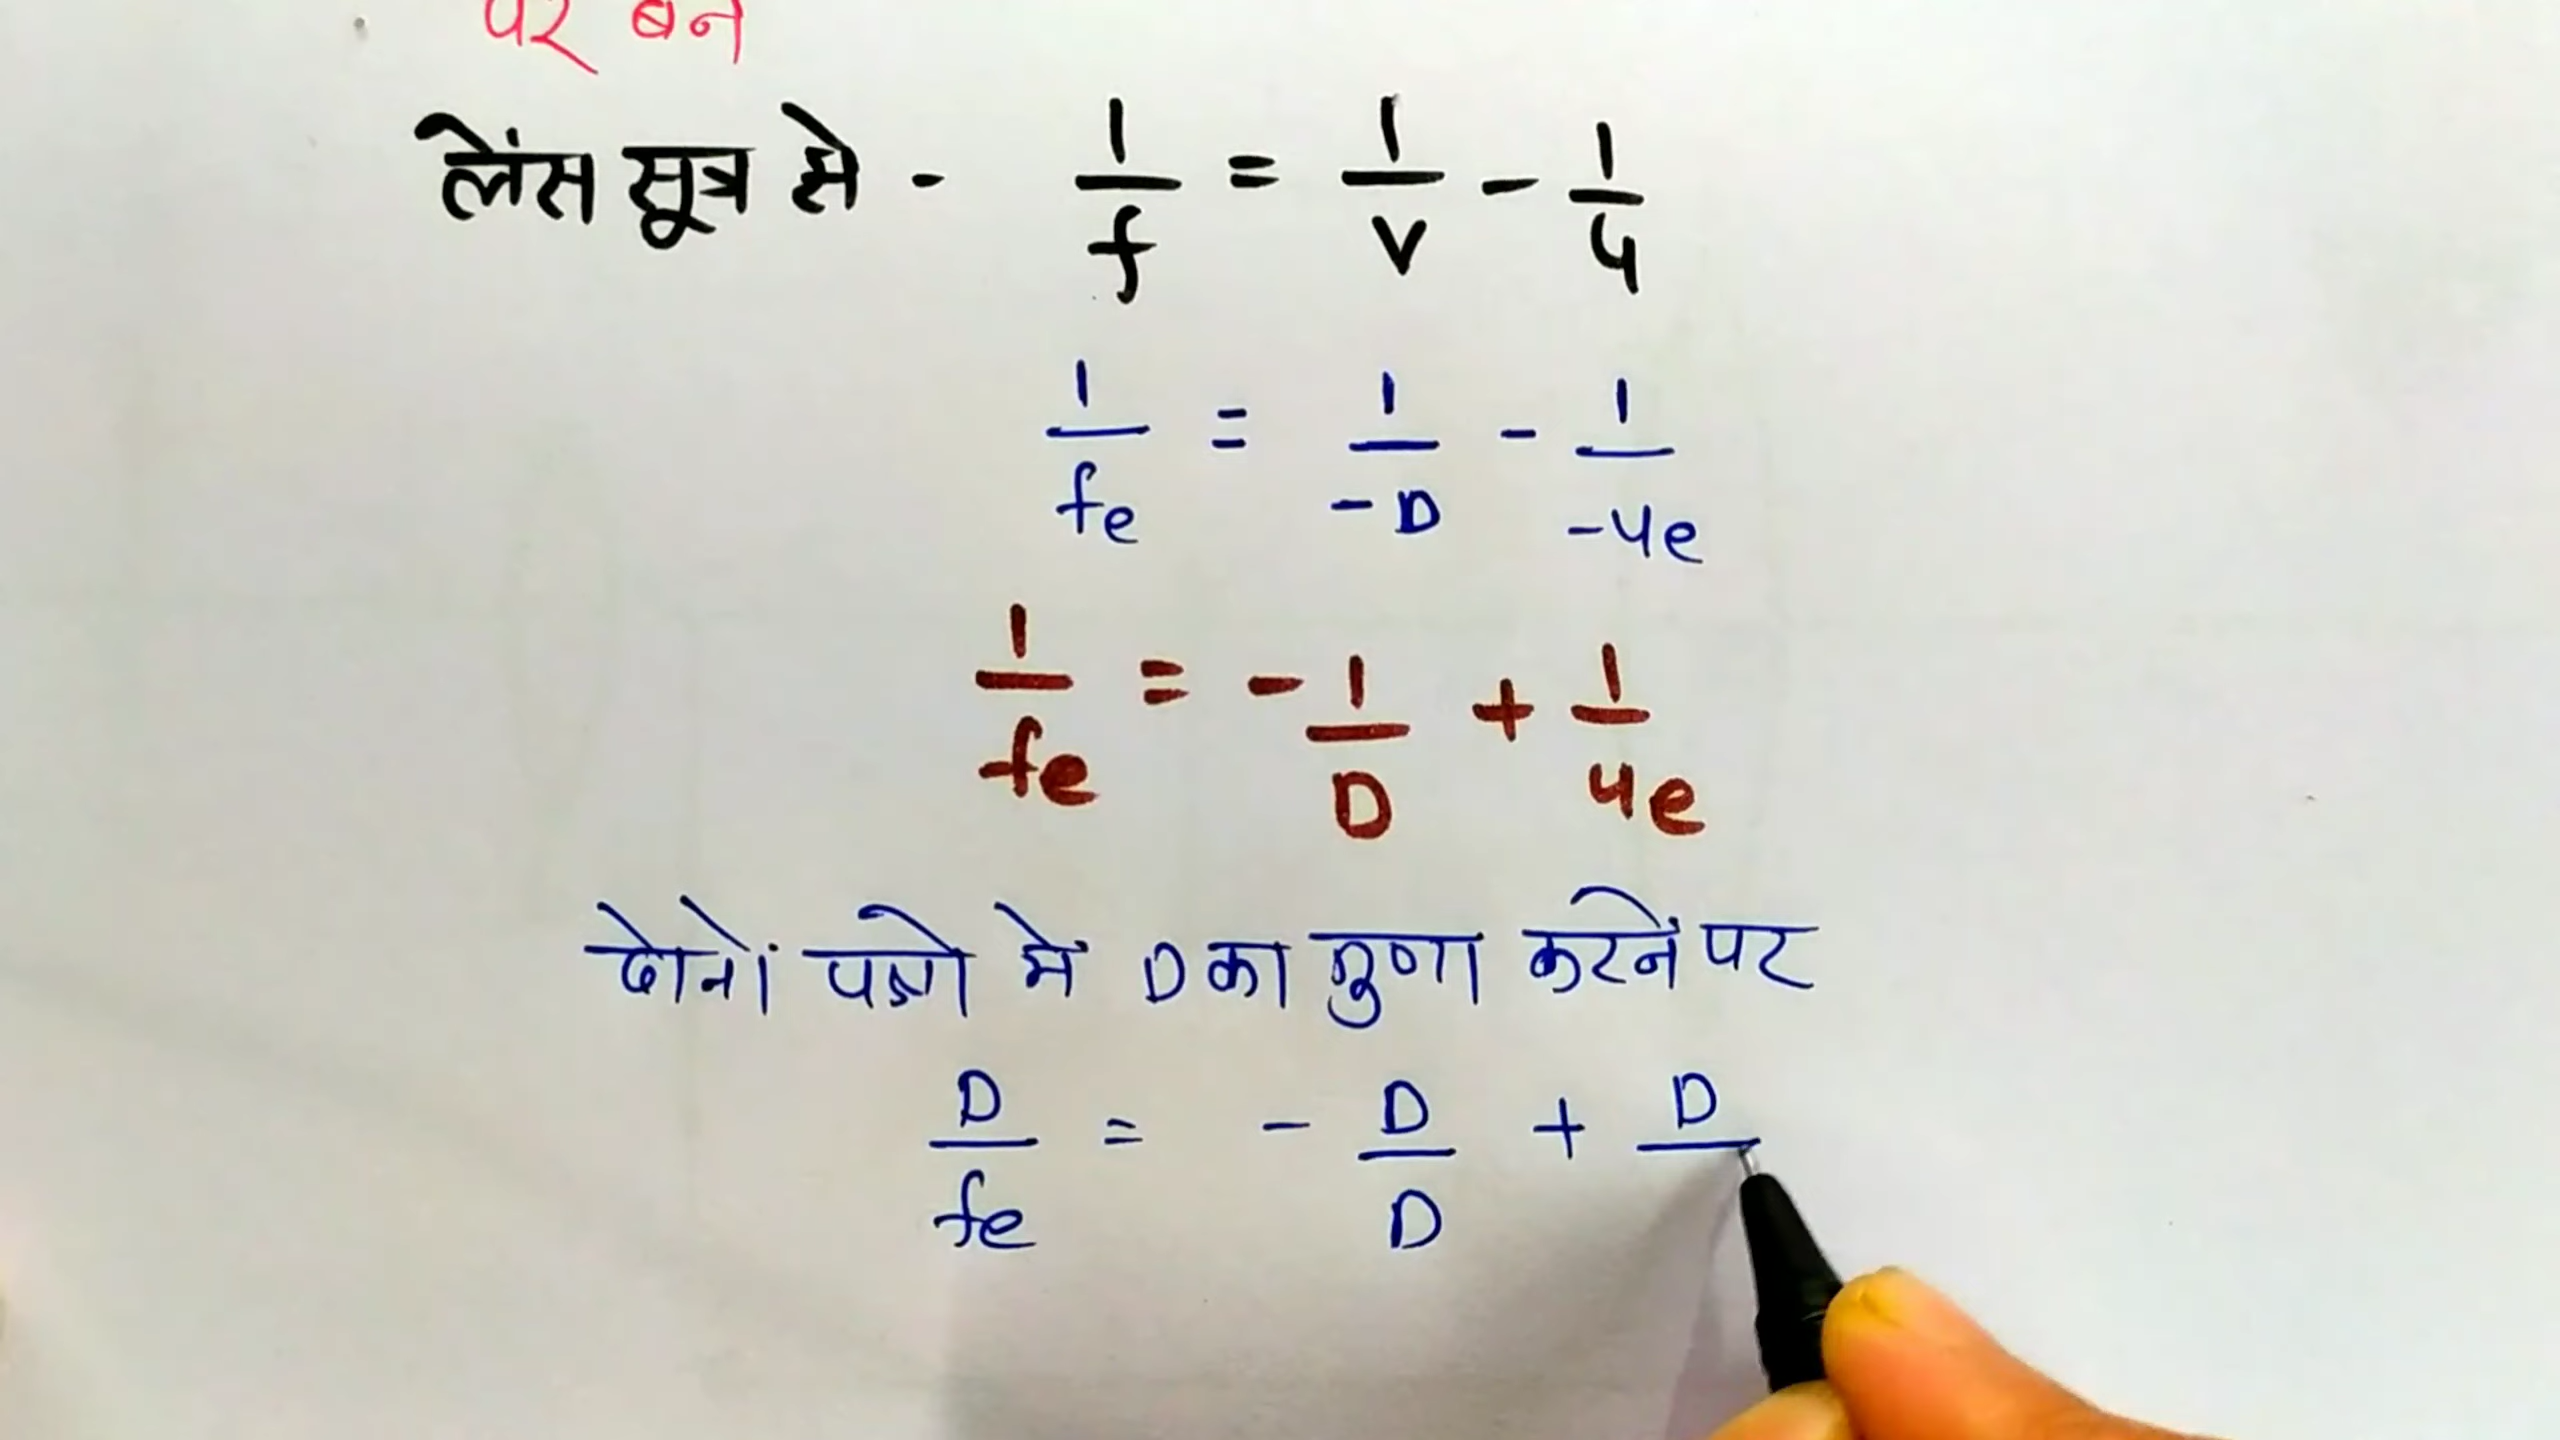 पर बने
लेंस सूत्र से - 1/f = 1/v - 1/u
1/fe = 1/-D - 1/-ue
1/fe = -1/D + 1/ue
दोनों पक्षो में D का गुणा करनें पर
D/fe = - D/D + D/